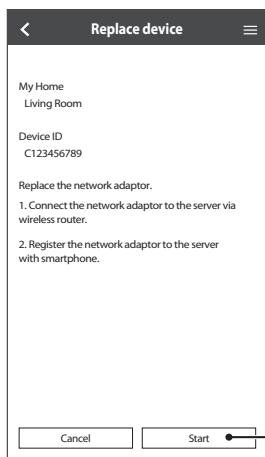 Replace device
My Home
Living Room
Device ID
C123456789
Replace the network adaptor.
1. Connect the network adaptor to the server via
wireless router.
2. Register the network adaptor to the server
with smartphone.
Cancel
Start